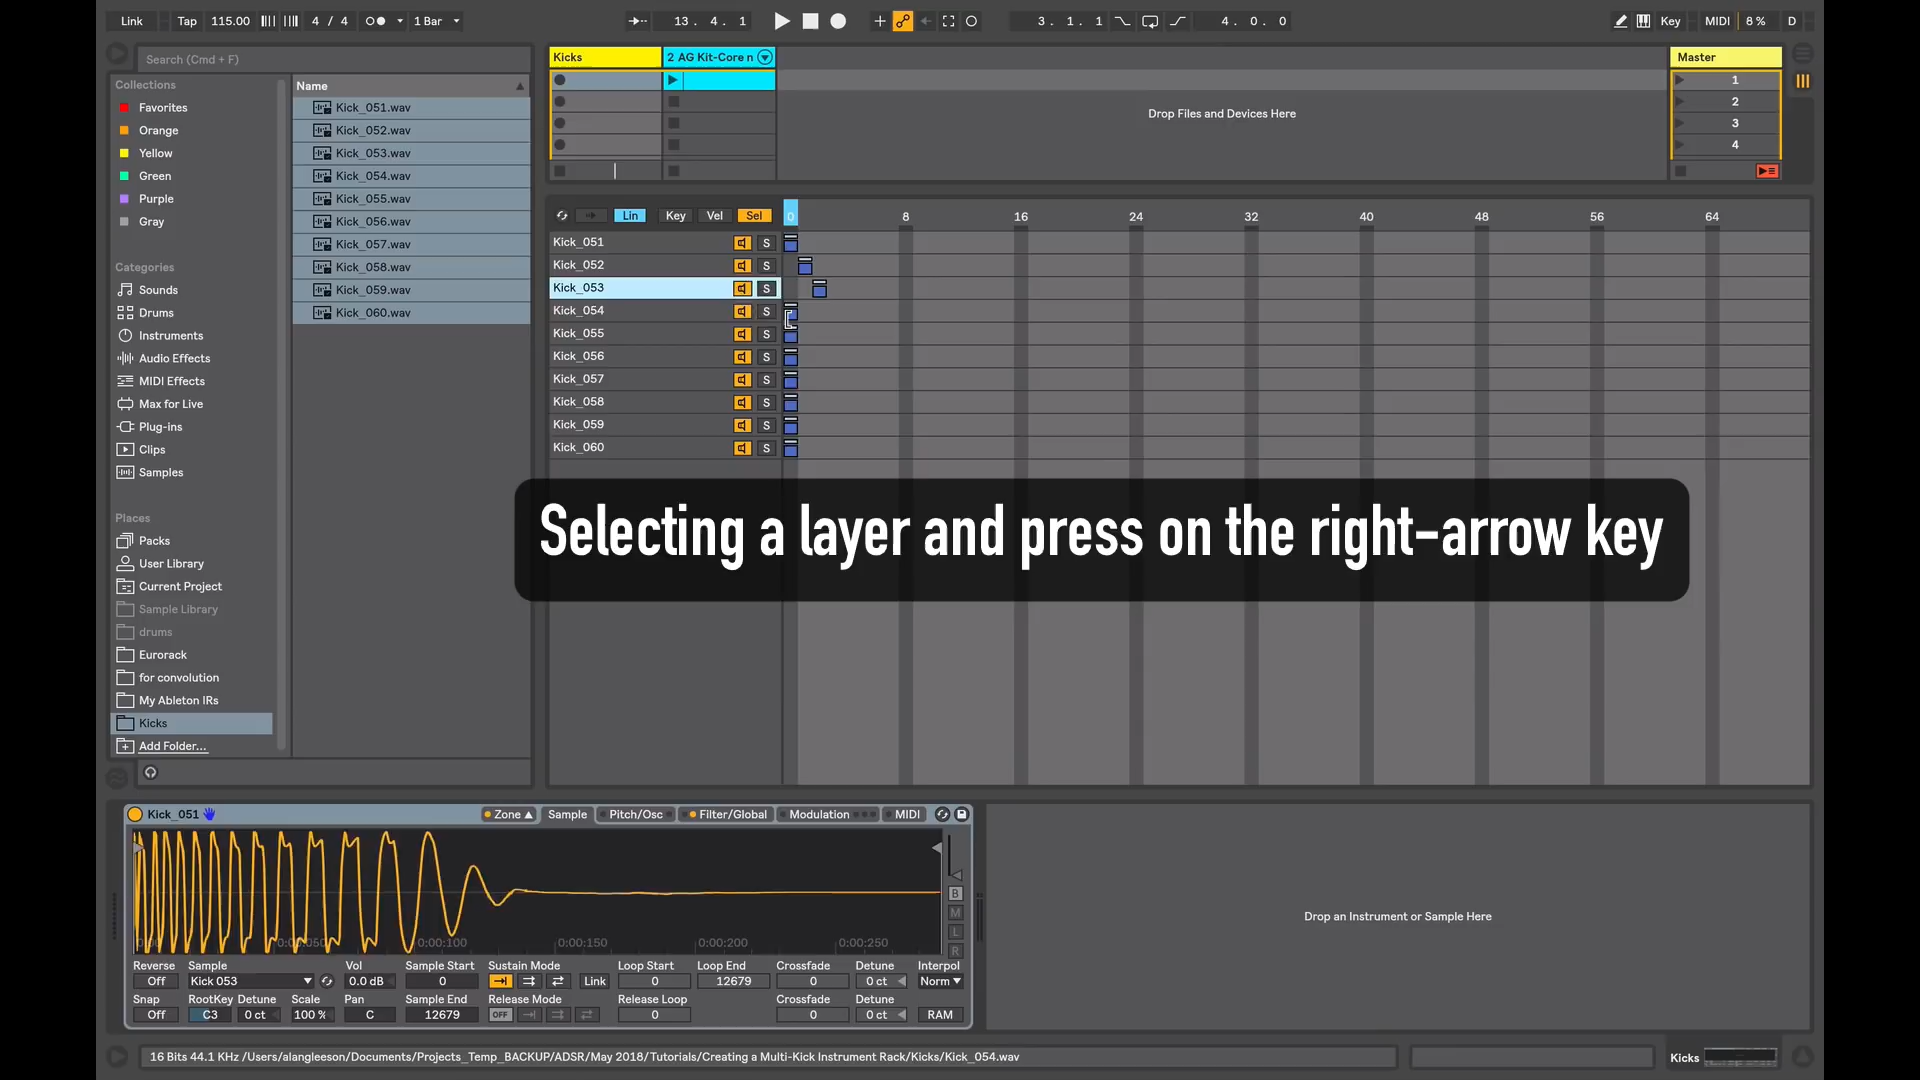 Link Tap 115.00 4 / 4 1 Bar 13. 4. 1 3. 1. 1 4. 0. 0 Key MIDI 8 % D
Search (Cmd + F)
Collections
Favorites
Orange
Yellow
Green
Purple
Gray
Categories
Sounds
Drums
Instruments
Audio Effects
MIDI Effects
Max for Live
Plug-ins
Clips
Samples
Places
Packs
User Library
Current Project
Sample Library
drums
Eurorack
for convolution
My Ableton IRs
Kicks
Add Folder...
Name
Kick_051.wav
Kick_052.wav
Kick_053.wav
Kick_054.wav
Kick_055.wav
Kick_056.wav
Kick_057.wav
Kick_058.wav
Kick_059.wav
Kick_060.wav
Kicks 2 AG Kit-Core n Master
1
2
3
4
Drop Files and Devices Here
Lin Key Vel Sel 0 8 16 24 32 40 48 56 64
Kick_051 S
Kick_052 S
Kick_053 S
Kick_054 S
Kick_055 S
Kick_056 S
Kick_057 S
Kick_058 S
Kick_059 S
Kick_060 S
Selecting a layer and press on the right-arrow key
Kick_051 Zone Sample Pitch/Osc Filter/Global Modulation MIDI
B
M
L
R
0:00:050 0:00:100 0:00:150 0:00:200 0:00:250
Reverse Sample Vol Sample Start Sustain Mode Loop Start Loop End Crossfade Detune Interpol
Off Kick 053 0.0 dB 0 Link 0 12679 0 0 ct Norm
Snap RootKey Detune Scale Pan Sample End Release Mode Release Loop Crossfade Detune
Off C3 0 ct 100 % C 12679 OFF 0 0 0 ct RAM
Drop an Instrument or Sample Here
16 Bits 44.1 KHz /Users/alangleeson/Documents/Projects_Temp_BACKUP/ADSR/May 2018/Tutorials/Creating a Multi-Kick Instrument Rack/Kicks/Kick_054.wav
Kicks